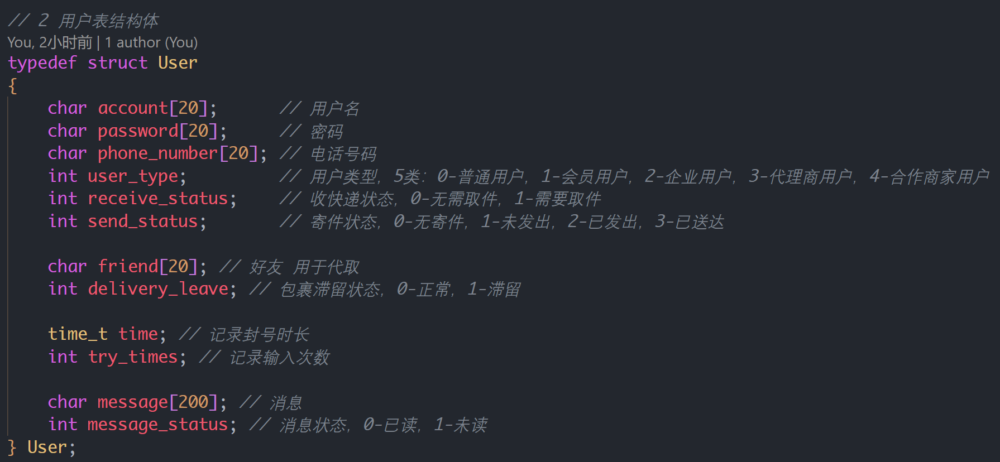 // 2 用户表结构体
You, 2小时前 | 1 author (You)
typedef struct User
{
    char account[20];      // 用户名
    char password[20];     // 密码
    char phone_number[20]; // 电话号码
    int user_type;         // 用户类型，5类：0-普通用户，1-会员用户，2-企业用户，3-代理商用户，4-合作商家用户
    int receive_status;    // 收快递状态，0-无需取件，1-需要取件
    int send_status;       // 寄件状态，0-无寄件，1-未发出，2-已发出，3-已送达

    char friend[20]; // 好友 用于代取
    int delivery_leave; // 包裹滞留状态，0-正常，1-滞留

    time_t time; // 记录封号时长
    int try_times; // 记录输入次数

    char message[200]; // 消息
    int message_status; // 消息状态，0-已读，1-未读
} User;